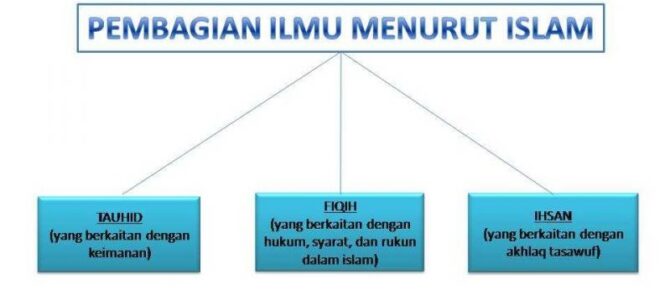 PEMBAGIAN ILMU MENURUT ISLAM
TAUHID
(yang berkaitan dengan
keimanan)
FIQIH
(yang berkaitan dengan
hukum, syarat, dan rukun
dalam islam)
IHSAN
(yang berkaitan dengan
akhlaq tasawuf)